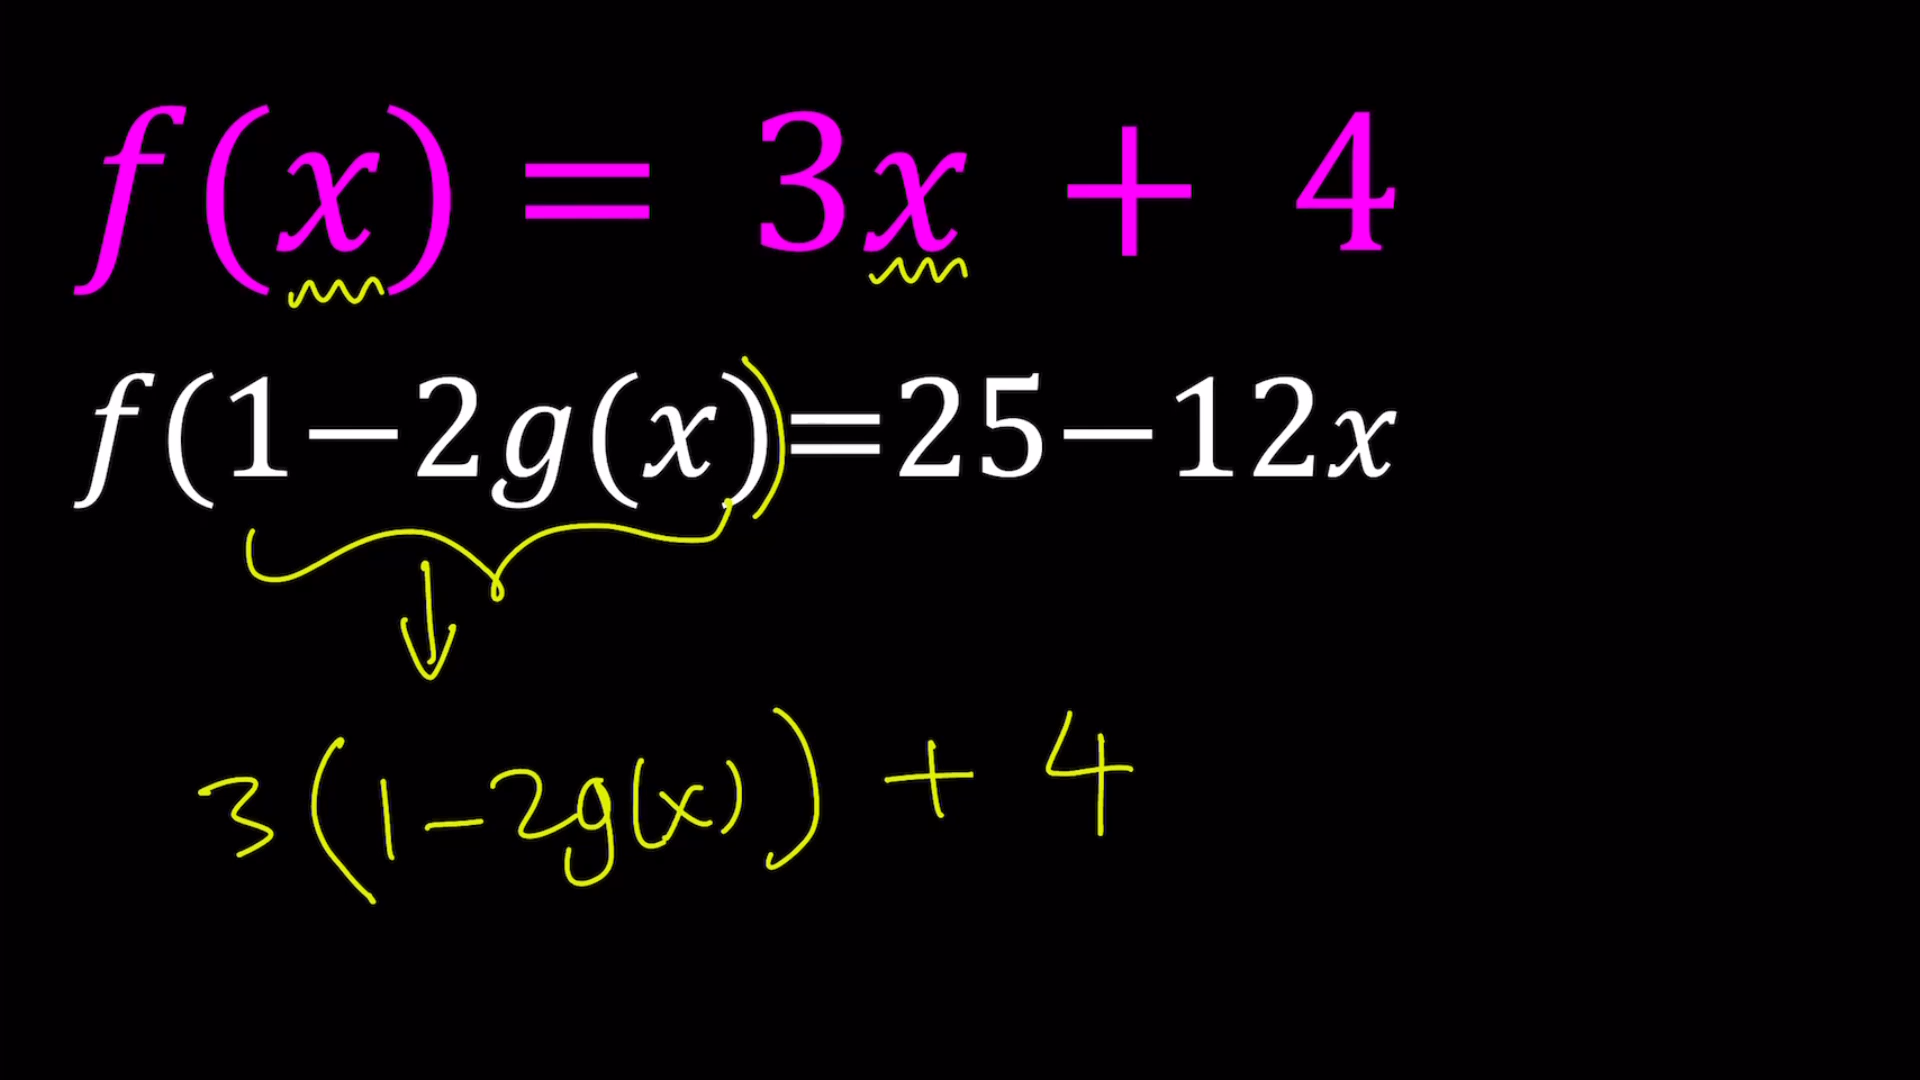 f(x) = 3x + 4
f(1−2g(x))=25−12x
3(1−2g(x)) + 4